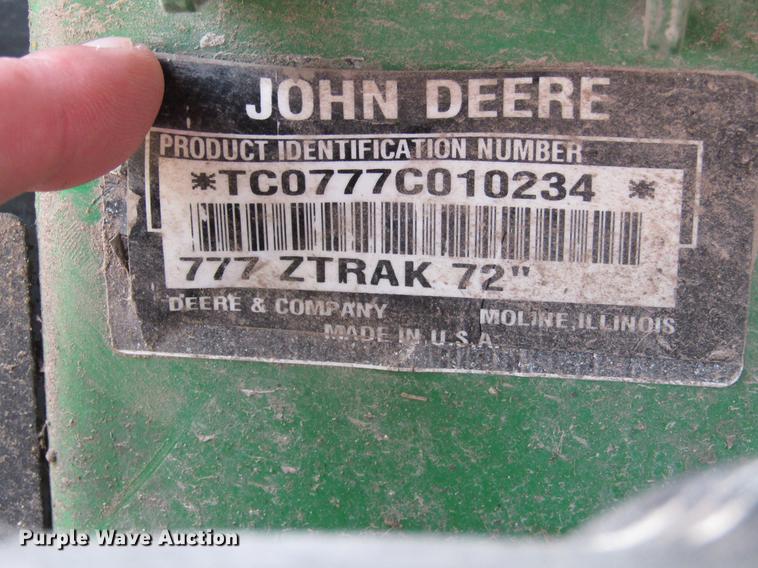 JOHN DEERE
PRODUCT IDENTIFICATION NUMBER
*TC0777C010234 *
777 ZTRAK 72"
DEERE & COMPANY MOLINE, ILLINOIS
MADE IN U.S.A.
Purple Wave Auction